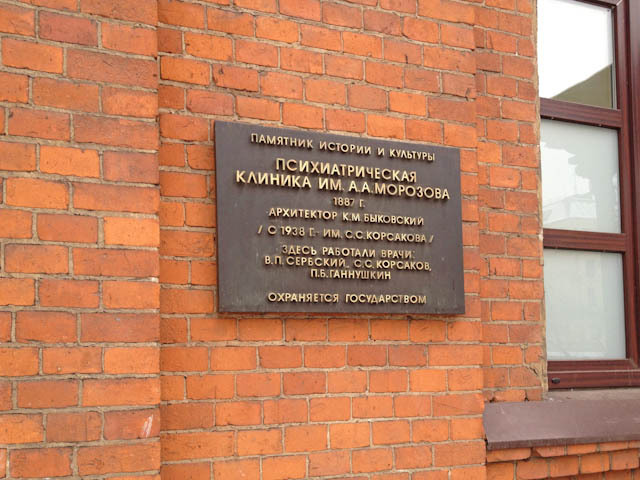 ПАМЯТНИК ИСТОРИИ И КУЛЬТУРЫ
ПСИХИАТРИЧЕСКАЯ
КЛИНИКА ИМ. А.А.МОРОЗОВА
1887 Г.
АРХИТЕКТОР К.М.БЫКОВСКИЙ
/ С 1938 Г.- ИМ. С.С.КОРСАКОВА /
ЗДЕСЬ РАБОТАЛИ ВРАЧИ:
В.П. СЕРБСКИЙ, С.С.КОРСАКОВ,
П.Б.ГАННУШКИН
ОХРАНЯЕТСЯ ГОСУДАРСТВОМ